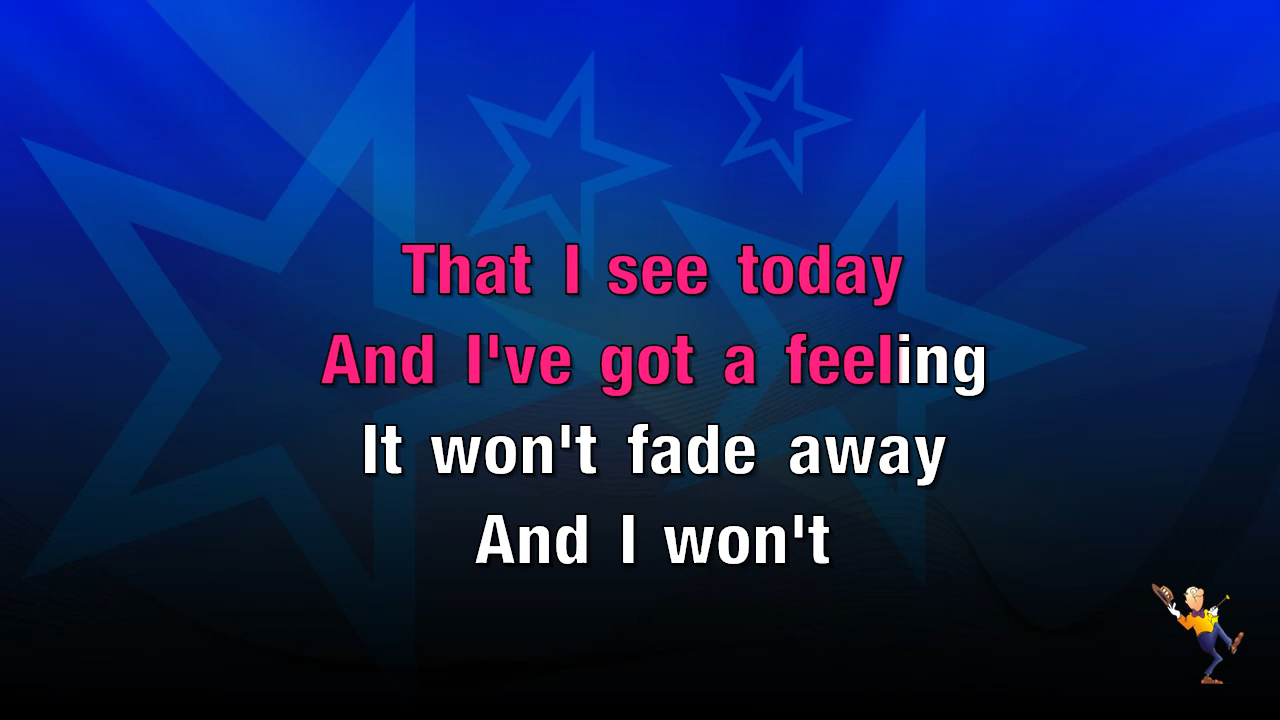 That I see today
And I've got a feeling
It won't fade away
And I won't